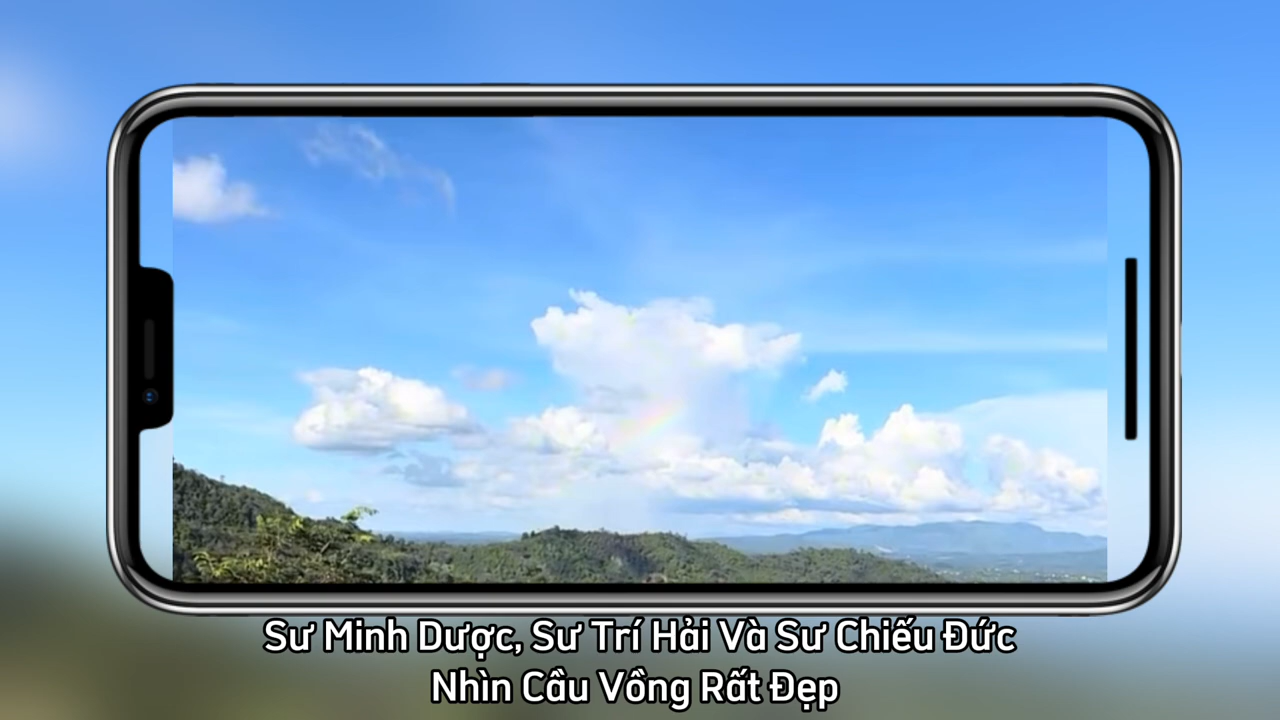 Sư Minh Dược, Sư Trí Hải Và Sư Chiếu Đức
Nhìn Cầu Vồng Rất Đẹp